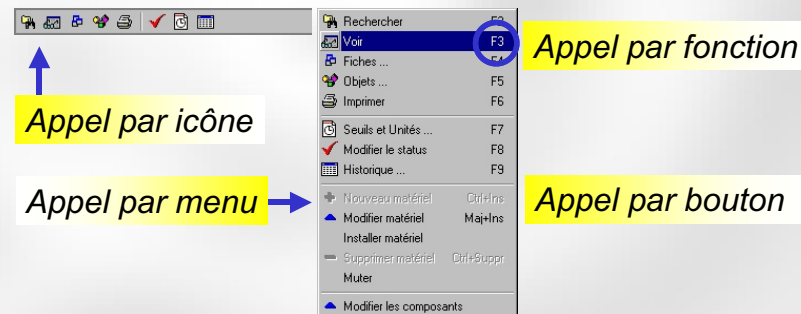 Rechercher F2
Voir F3
Appel par fonction
Fiches ... F4
Objets ... F5
Imprimer F6
Appel par icône
Seuils et Unités ... F7
Modifier le status F8
Historique ... F9
Appel par menu
Nouveau matériel Ctrl+Ins
Appel par bouton
Modifier matériel Maj+Ins
Installer matériel
Supprimer matériel Ctrl+Suppr
Muter
Modifier les composants